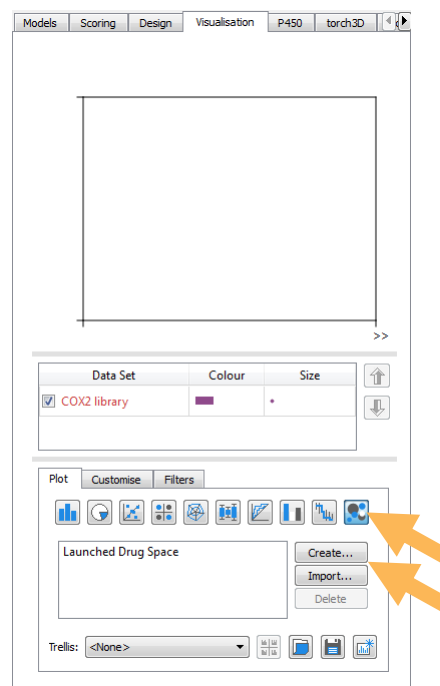 Models Scoring Design Visualisation P450 torch3D
>>
Data Set Colour Size
COX2 library
Plot Customise Filters
Launched Drug Space
Create...
Import...
Delete
Trellis: <None>